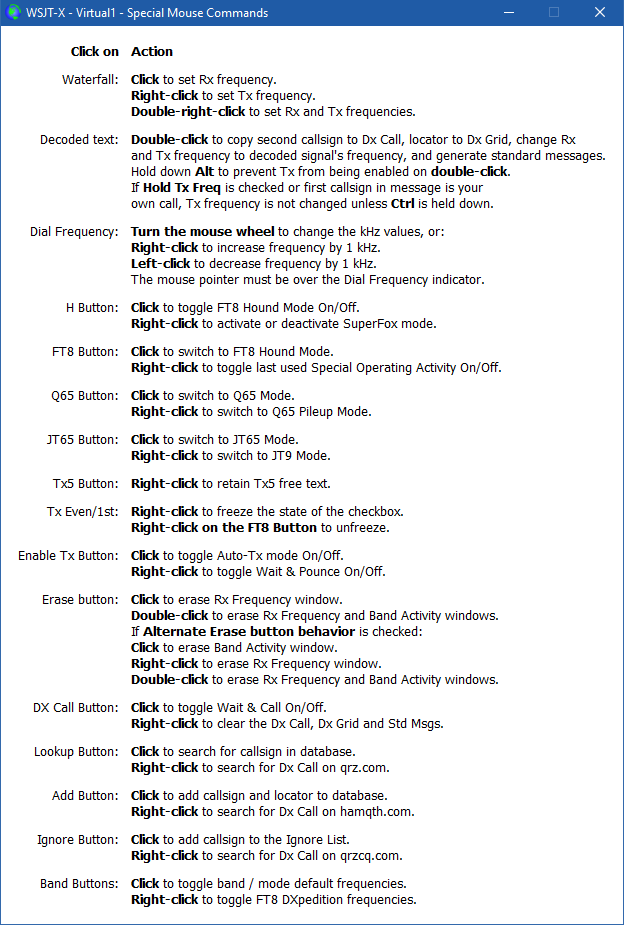 WSJT-X - Virtual1 - Special Mouse Commands
Click on Action
Waterfall: Click to set Rx frequency.
Right-click to set Tx frequency.
Double-right-click to set Rx and Tx frequencies.
Decoded text: Double-click to copy second callsign to Dx Call, locator to Dx Grid, change Rx
and Tx frequency to decoded signal's frequency, and generate standard messages.
Hold down Alt to prevent Tx from being enabled on double-click.
If Hold Tx Freq is checked or first callsign in message is your
own call, Tx frequency is not changed unless Ctrl is held down.
Dial Frequency: Turn the mouse wheel to change the kHz values, or:
Right-click to increase frequency by 1 kHz.
Left-click to decrease frequency by 1 kHz.
The mouse pointer must be over the Dial Frequency indicator.
H Button: Click to toggle FT8 Hound Mode On/Off.
Right-click to activate or deactivate SuperFox mode.
FT8 Button: Click to switch to FT8 Hound Mode.
Right-click to toggle last used Special Operating Activity On/Off.
Q65 Button: Click to switch to Q65 Mode.
Right-click to switch to Q65 Pileup Mode.
JT65 Button: Click to switch to JT65 Mode.
Right-click to switch to JT9 Mode.
Tx5 Button: Right-click to retain Tx5 free text.
Tx Even/1st: Right-click to freeze the state of the checkbox.
Right-click on the FT8 Button to unfreeze.
Enable Tx Button: Click to toggle Auto-Tx mode On/Off.
Right-click to toggle Wait & Pounce On/Off.
Erase button: Click to erase Rx Frequency window.
Double-click to erase Rx Frequency and Band Activity windows.
If Alternate Erase button behavior is checked:
Click to erase Band Activity window.
Right-click to erase Rx Frequency window.
Double-click to erase Rx Frequency and Band Activity windows.
DX Call Button: Click to toggle Wait & Call On/Off.
Right-click to clear the Dx Call, Dx Grid and Std Msgs.
Lookup Button: Click to search for callsign in database.
Right-click to search for Dx Call on qrz.com.
Add Button: Click to add callsign and locator to database.
Right-click to search for Dx Call on hamqth.com.
Ignore Button: Click to add callsign to the Ignore List.
Right-click to search for Dx Call on qrzcq.com.
Band Buttons: Click to toggle band / mode default frequencies.
Right-click to toggle FT8 DXpedition frequencies.